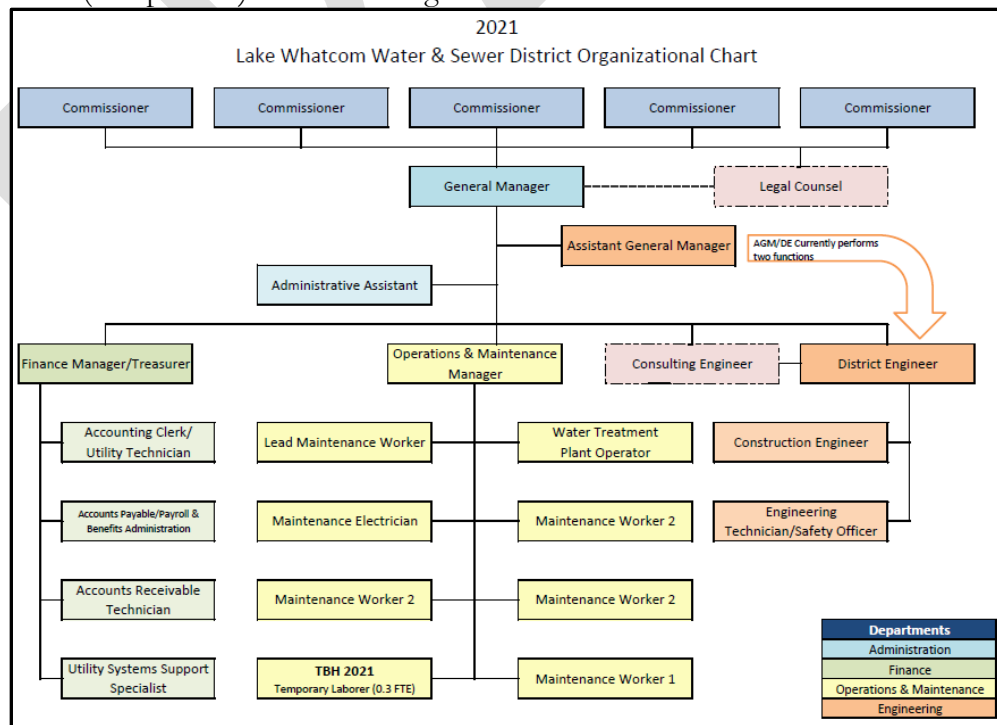 2021
Lake Whatcom Water & Sewer District Organizational Chart
Commissioner
Commissioner
Commissioner
Commissioner
Commissioner
General Manager
Legal Counsel
Assistant General Manager
AGM/DE Currently performs
two functions
Administrative Assistant
Finance Manager/Treasurer
Operations & Maintenance
Manager
Consulting Engineer
District Engineer
Accounting Clerk/
Utility Technician
Lead Maintenance Worker
Water Treatment
Plant Operator
Construction Engineer
Accounts Payable/Payroll &
Benefits Administration
Maintenance Electrician
Maintenance Worker 2
Engineering
Technician/Safety Officer
Accounts Receivable
Technician
Maintenance Worker 2
Maintenance Worker 2
Utility Systems Support
Specialist
TBH 2021
Temporary Laborer (0.3 FTE)
Maintenance Worker 1
Departments
Administration
Finance
Operations & Maintenance
Engineering